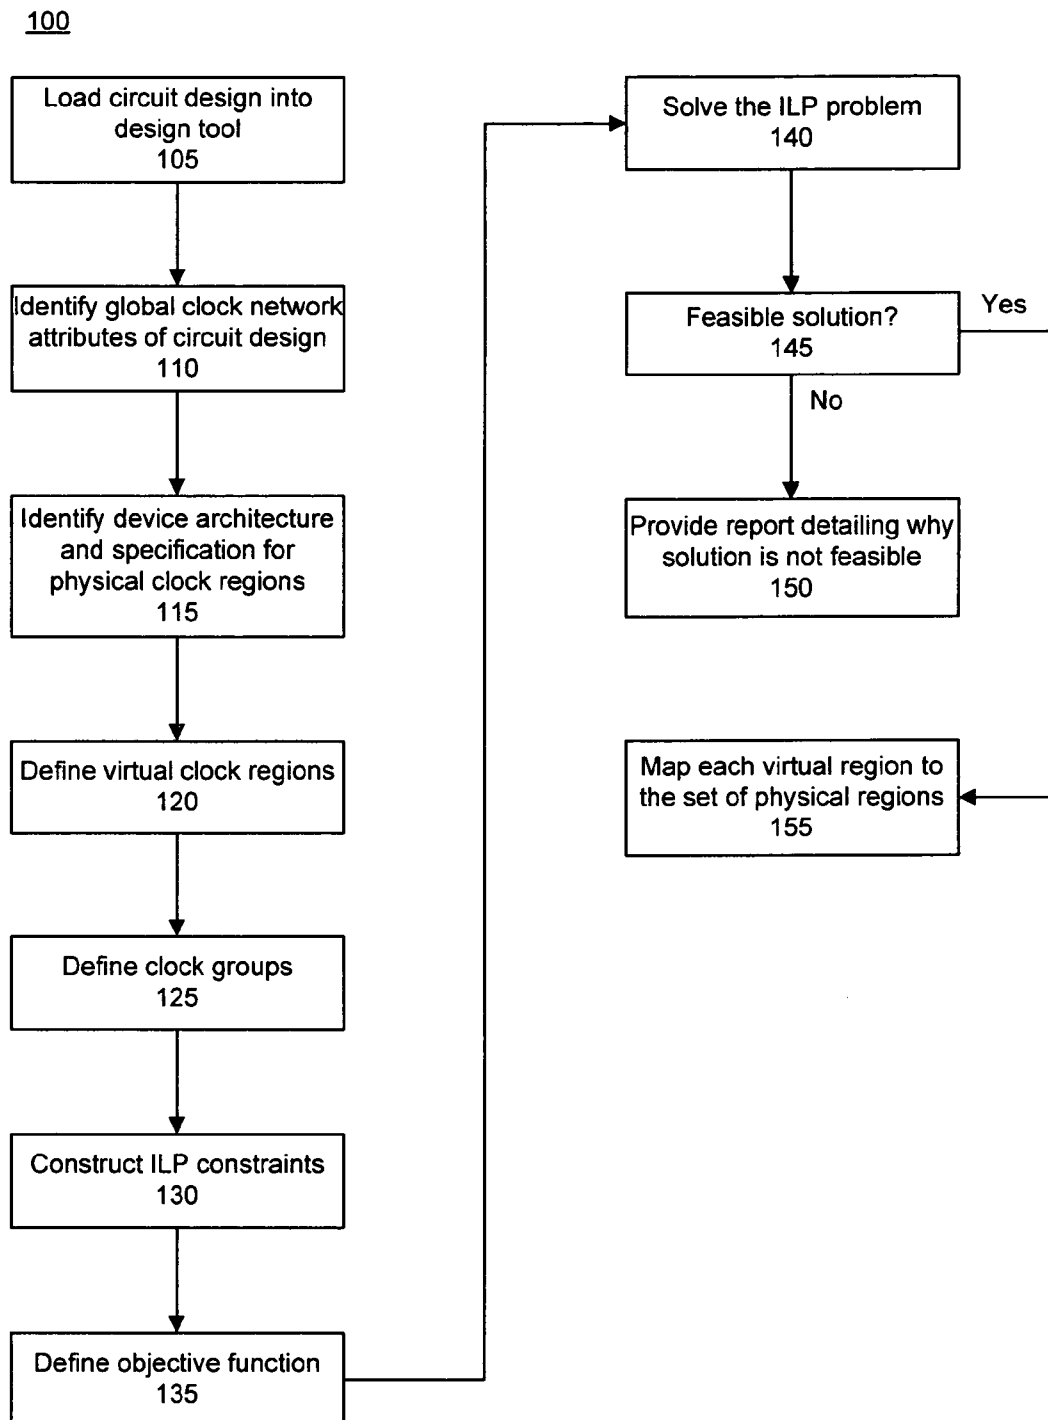 100
Load circuit design into
design tool
105
Identify global clock network
attributes of circuit design
110
Identify device architecture
and specification for
physical clock regions
115
Define virtual clock regions
120
Define clock groups
125
Construct ILP constraints
130
Define objective function
135
Solve the ILP problem
140
Feasible solution?
145
Yes
No
Provide report detailing why
solution is not feasible
150
Map each virtual region to
the set of physical regions
155